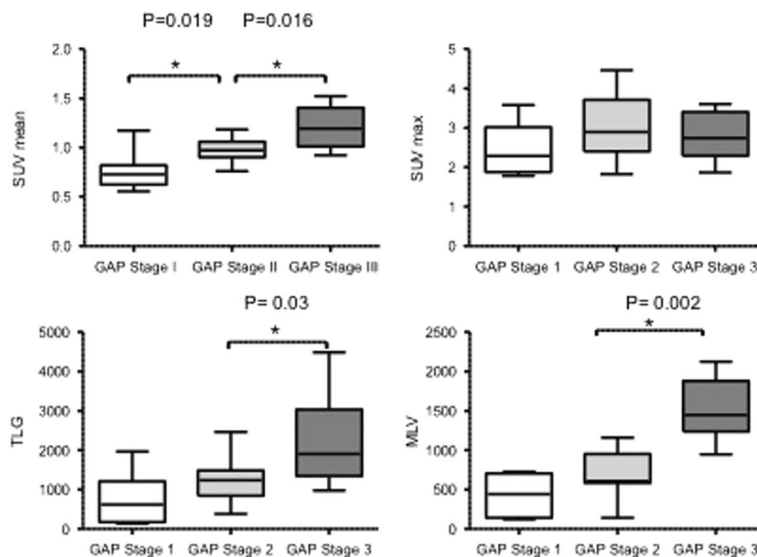 P=0.019 P=0.016
2.0
1.5
1.0
0.5
0.0
SUV mean
*
*
GAP Stage I GAP Stage II GAP Stage III
5
4
3
2
1
0
SUV max
GAP Stage 1 GAP Stage 2 GAP Stage 3
P= 0.03
5000
4000
3000
2000
1000
0
TLG
*
GAP Stage 1 GAP Stage 2 GAP Stage 3
P= 0.002
2500
2000
1500
1000
500
0
MLV
*
GAP Stage 1 GAP Stage 2 GAP Stage 3